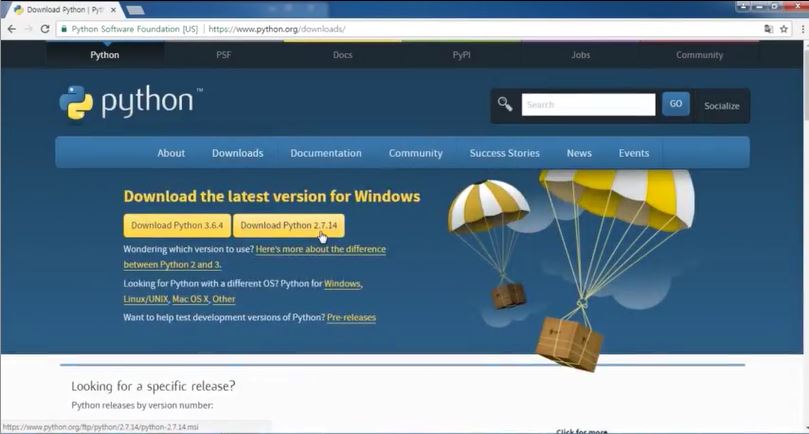 Download Python | Pyt
Python Software Foundation [US] | https://www.python.org/downloads/
Python PSF Docs PyPI Jobs Community
python™
Search GO Socialize
About Downloads Documentation Community Success Stories News Events
Download the latest version for Windows
Download Python 3.6.4 Download Python 2.7.14
Wondering which version to use? Here's more about the difference
between Python 2 and 3.
Looking for Python with a different OS? Python for Windows,
Linux/UNIX, Mac OS X, Other
Want to help test development versions of Python? Pre-releases
Looking for a specific release?
Python releases by version number:
https://www.python.org/ftp/python/2.7.14/python-2.7.14.msi
Click for more